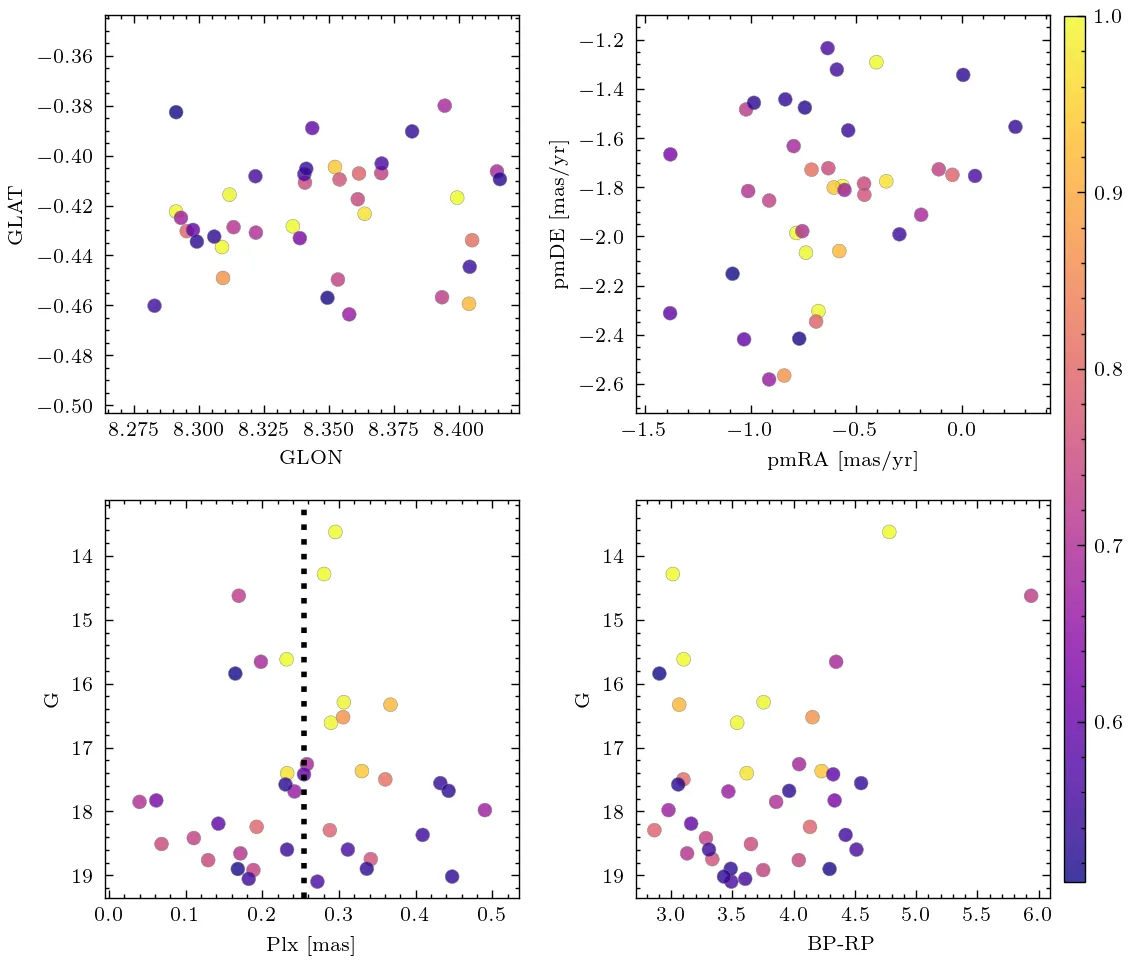 −0.36
−0.38
−0.40
−0.42
−0.44
−0.46
−0.48
−0.50
GLAT
8.275 8.300 8.325 8.350 8.375 8.400
GLON
−1.2
−1.4
−1.6
−1.8
−2.0
−2.2
−2.4
−2.6
pmDE [mas/yr]
−1.5 −1.0 −0.5 0.0
pmRA [mas/yr]
1.0
0.9
0.8
0.7
0.6
14
15
16
17
18
19
G
0.0 0.1 0.2 0.3 0.4 0.5
Plx [mas]
14
15
16
17
18
19
G
3.0 3.5 4.0 4.5 5.0 5.5 6.0
BP-RP